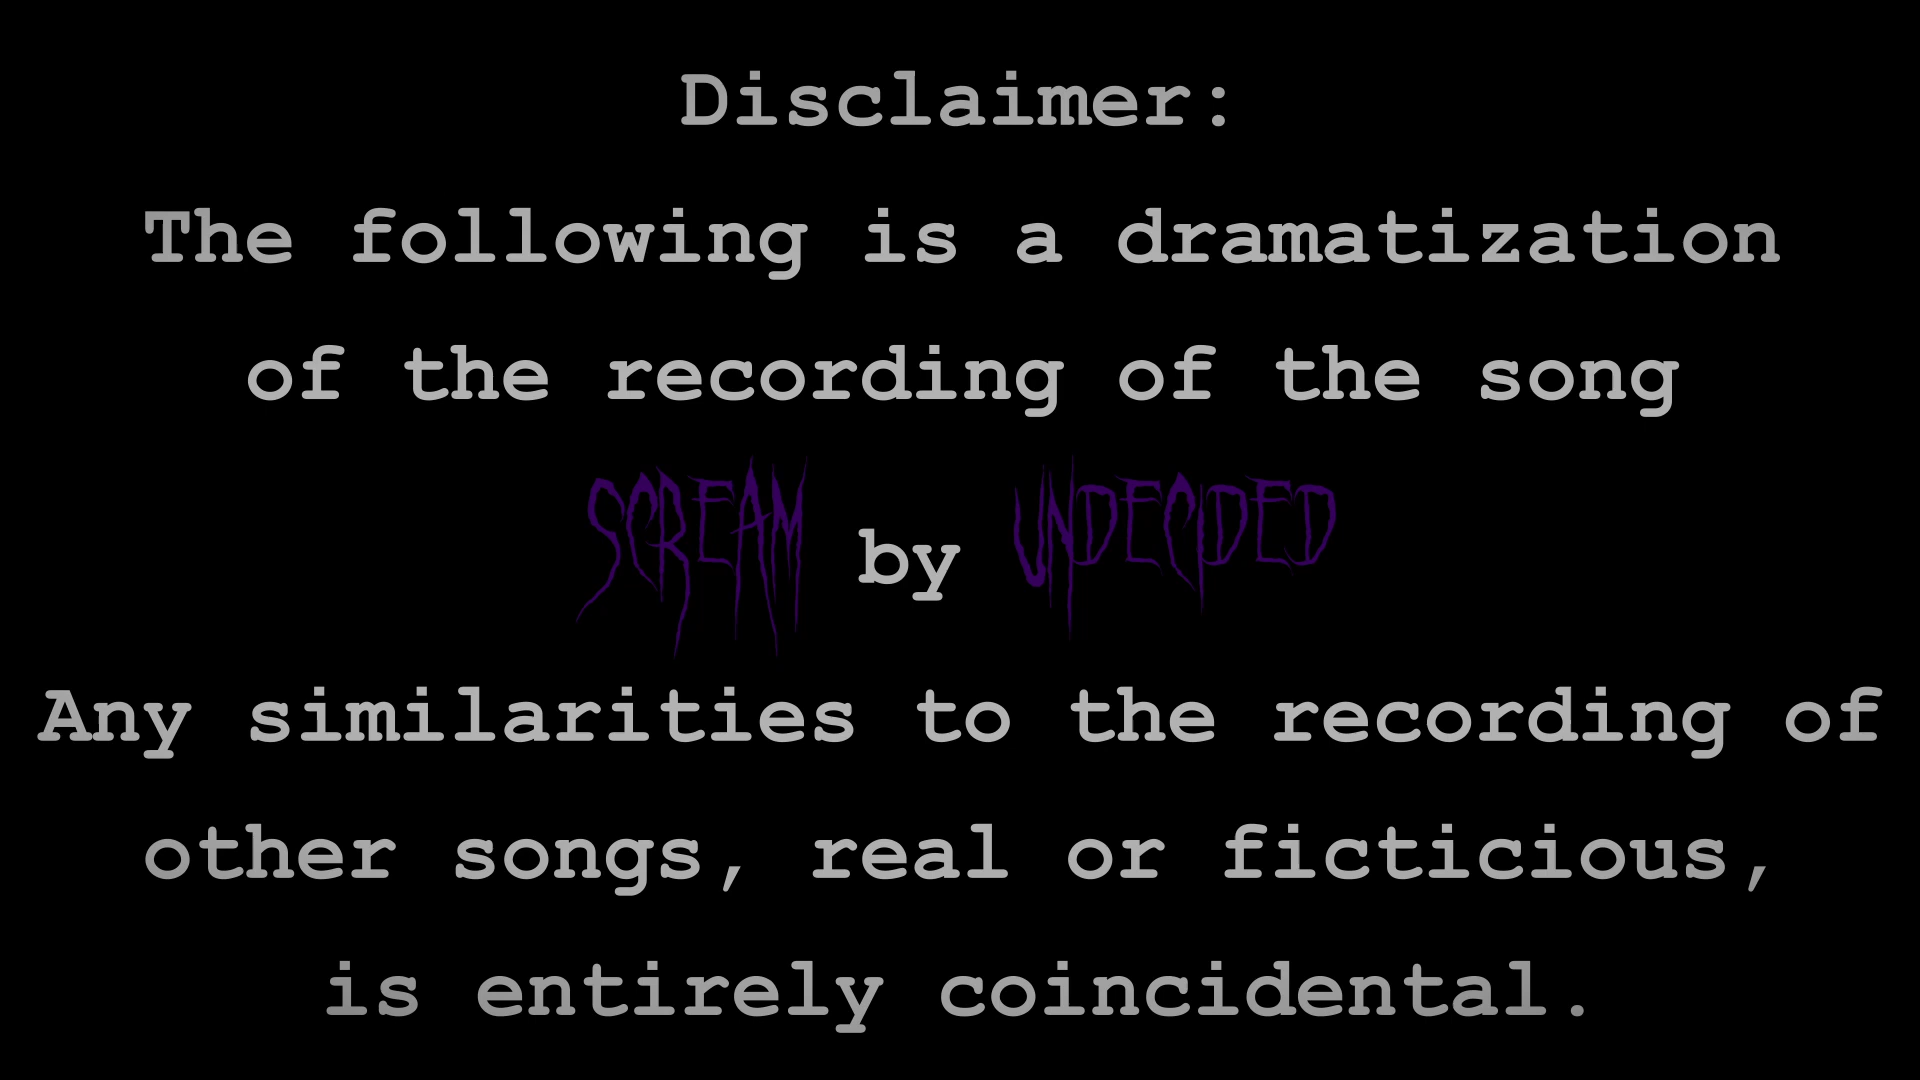 Disclaimer:
The following is a dramatization
of the recording of the song
SCREAM by UNDECIDED
Any similarities to the recording of
other songs, real or ficticious,
is entirely coincidental.